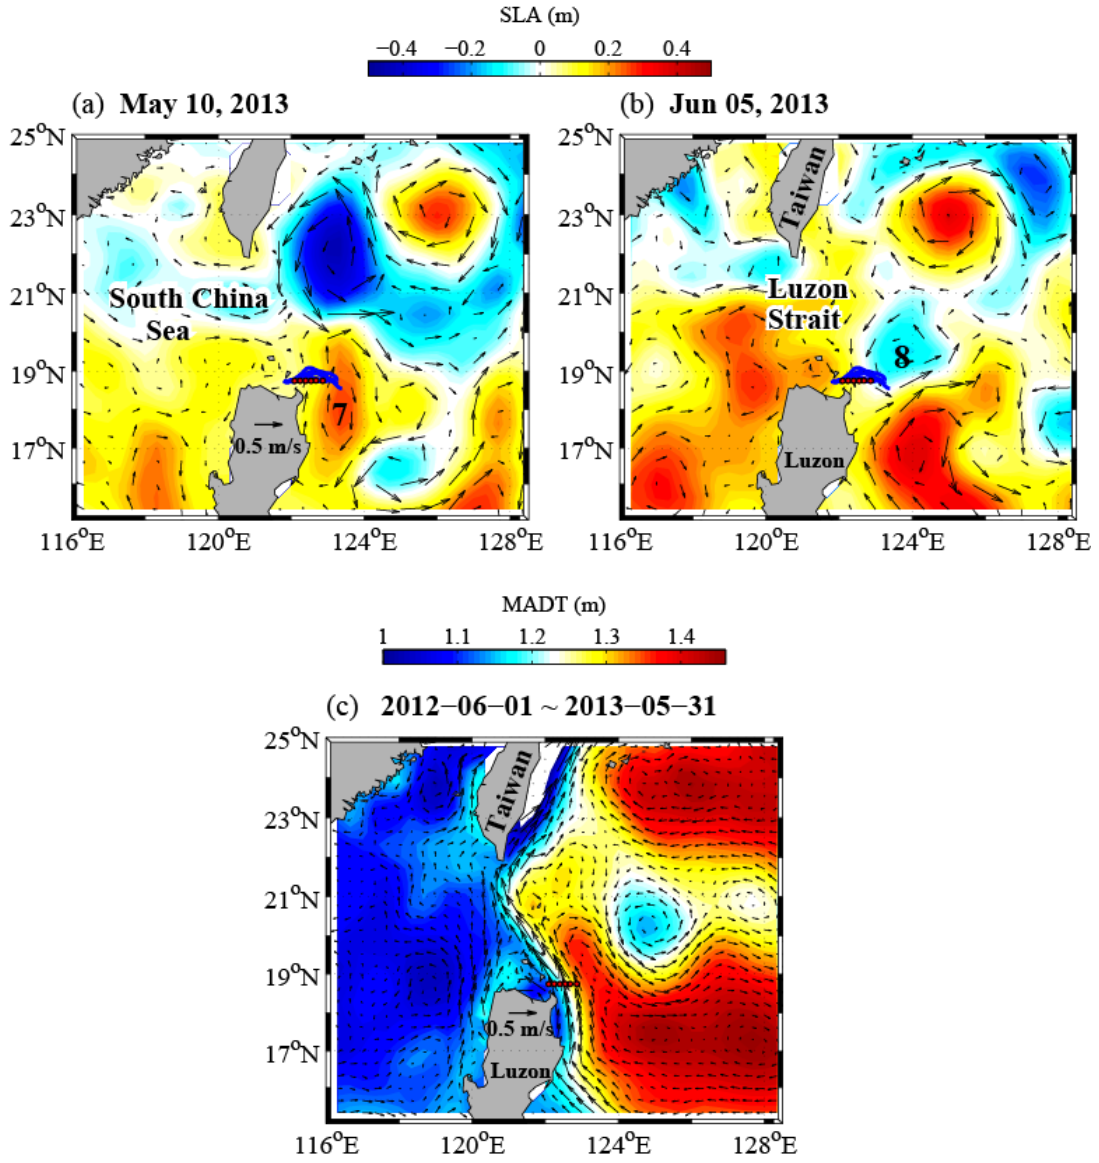 SLA (m)
−0.4 −0.2 0 0.2 0.4
(a) May 10, 2013
(b) Jun 05, 2013
25°N
23°N
21°N
19°N
17°N
South China
Sea
7
0.5 m/s
116°E 120°E 124°E 128°E
25°N
23°N
21°N
19°N
17°N
Taiwan
Luzon
Strait
8
Luzon
116°E 120°E 124°E 128°E
MADT (m)
1 1.1 1.2 1.3 1.4
(c) 2012−06−01 ~ 2013−05−31
25°N
23°N
21°N
19°N
17°N
Taiwan
0.5 m/s
Luzon
116°E 120°E 124°E 128°E